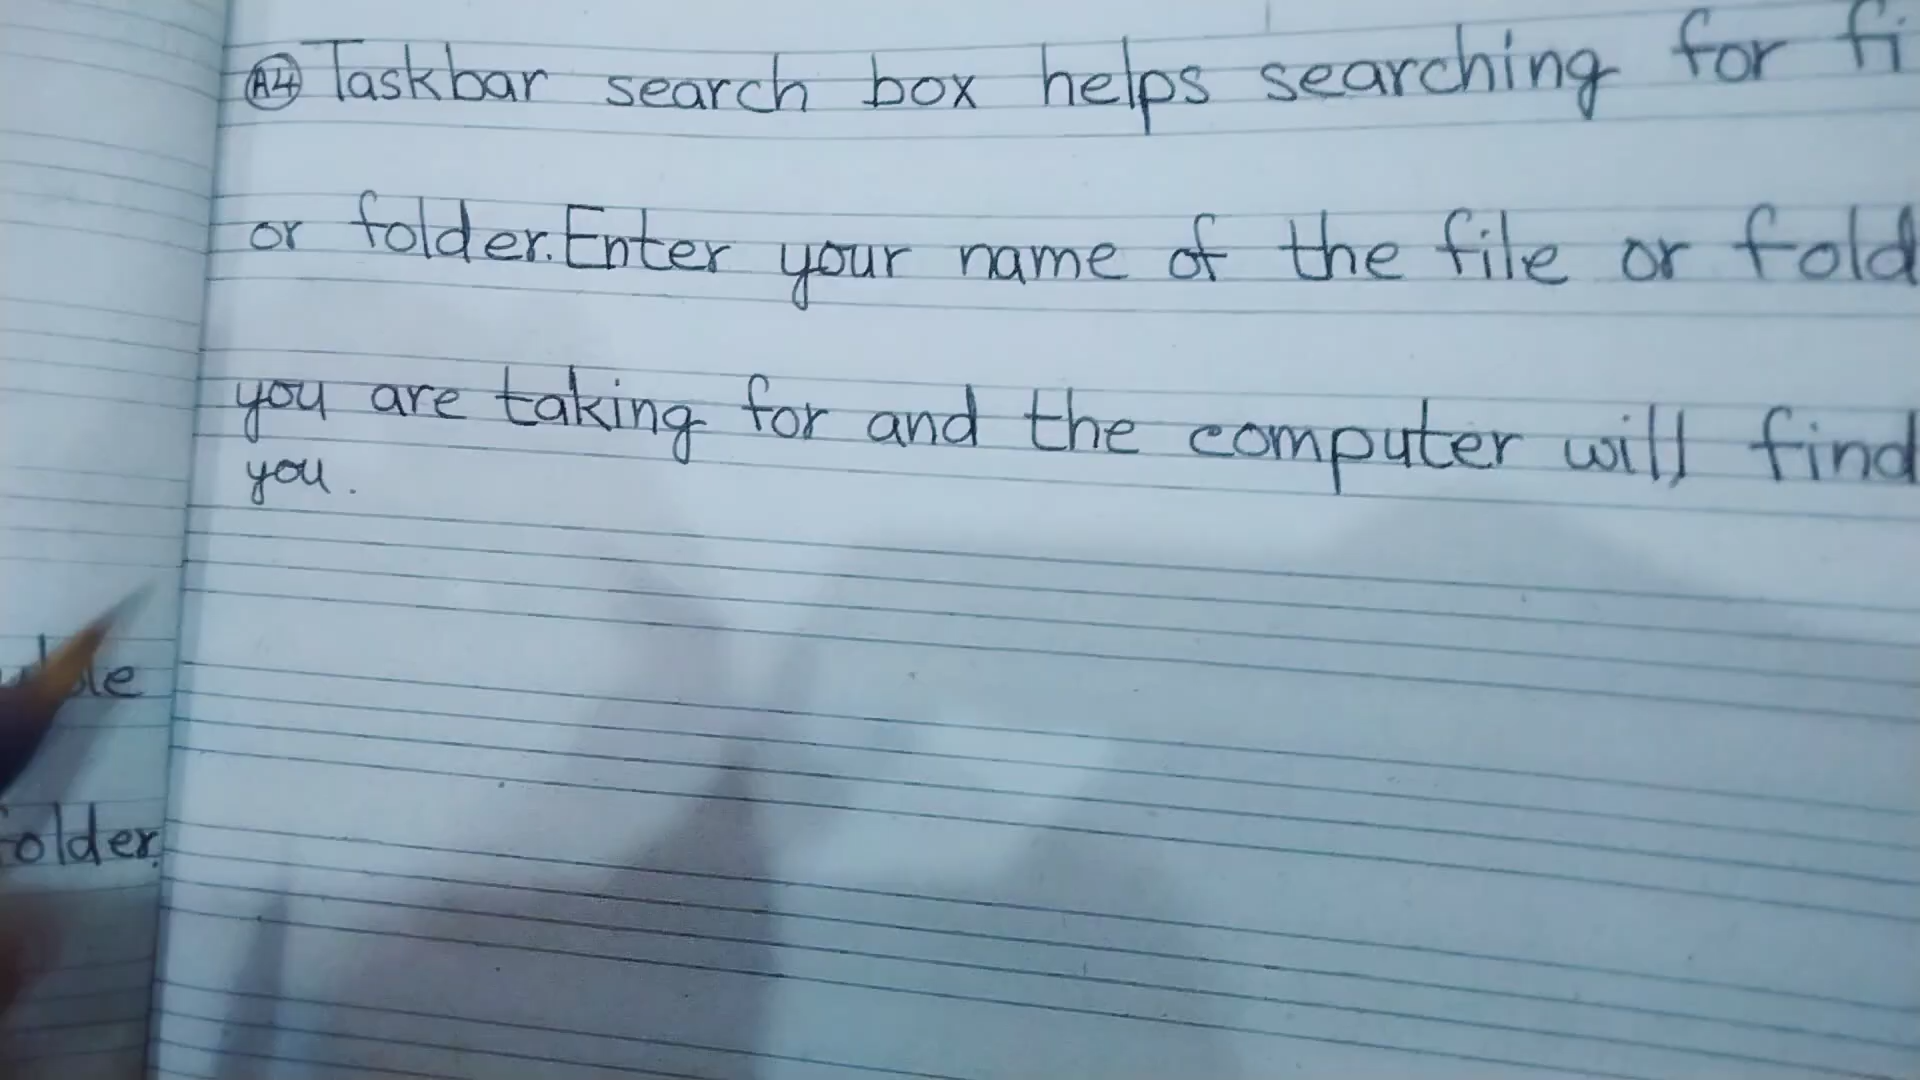 A4 Taskbar search box helps searching for fi
or folder. Enter your name of the file or fold
you are taking for and the computer will find
you.
older.